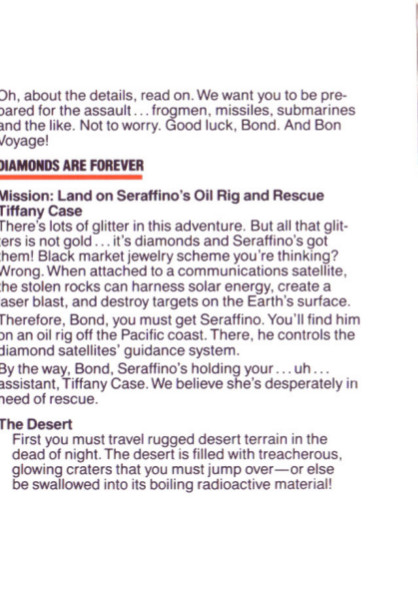 Oh, about the details, read on. We want you to be pre-
pared for the assault... frogmen, missiles, submarines
and the like. Not to worry. Good luck, Bond. And Bon
Voyage!
DIAMONDS ARE FOREVER
Mission: Land on Seraffino's Oil Rig and Rescue
Tiffany Case
There's lots of glitter in this adventure. But all that glit-
ters is not gold... it's diamonds and Seraffino's got
them! Black market jewelry scheme you're thinking?
Wrong. When attached to a communications satellite,
the stolen rocks can harness solar energy, create a
laser blast, and destroy targets on the Earth's surface.
Therefore, Bond, you must get Seraffino. You'll find him
on an oil rig off the Pacific coast. There, he controls the
diamond satellites' guidance system.
By the way, Bond, Seraffino's holding your... uh...
assistant, Tiffany Case. We believe she's desperately in
need of rescue.
The Desert
First you must travel rugged desert terrain in the
dead of night. The desert is filled with treacherous,
glowing craters that you must jump over—or else
be swallowed into its boiling radioactive material!